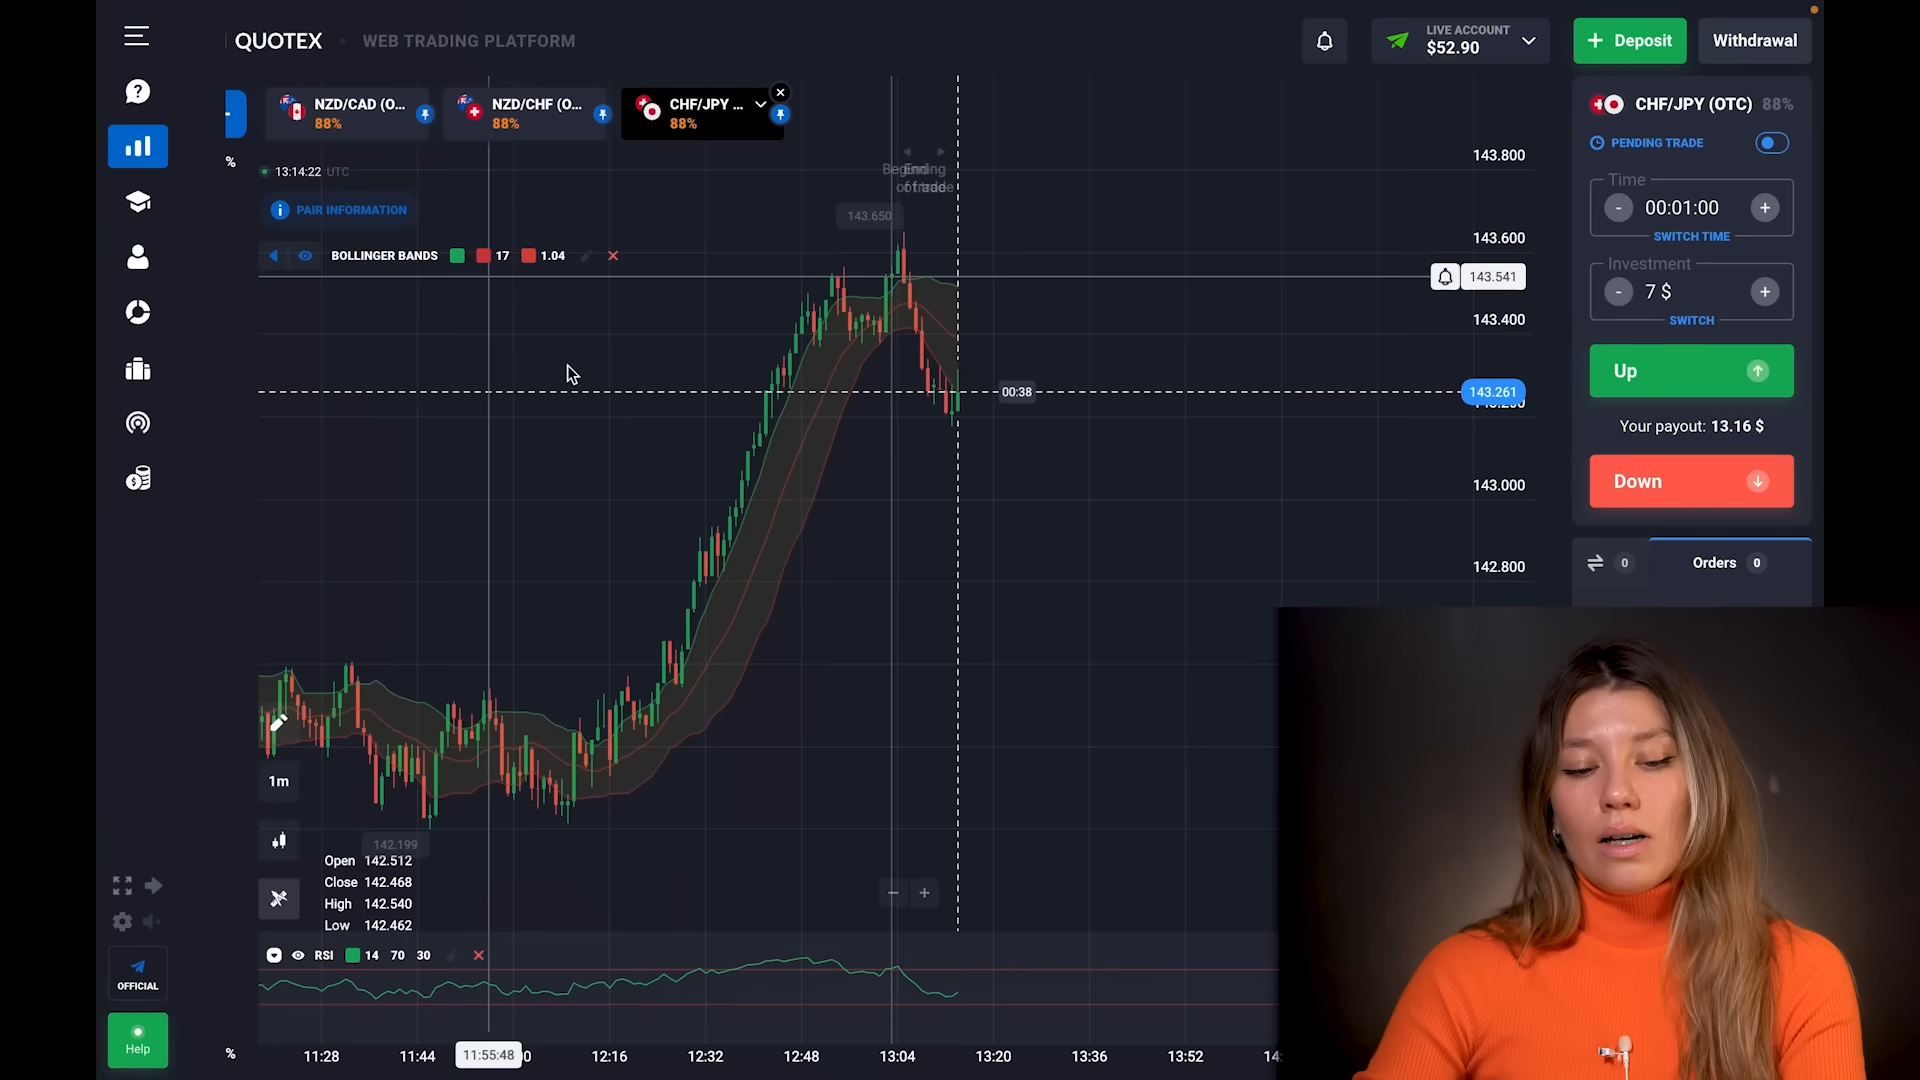 QUOTEX
WEB TRADING PLATFORM
LIVE ACCOUNT
$52.90
+ Deposit
Withdrawal
NZD/CAD (O...
88%
NZD/CHF (O...
88%
CHF/JPY ...
88%
CHF/JPY (OTC) 88%
PENDING TRADE
%
13:14:22 UTC
PAIR INFORMATION
BOLLINGER BANDS 17 1.04
143.650
143.800
143.600
143.541
143.400
00:38
143.261
143.000
142.800
Time
- 00:01:00 +
SWITCH TIME
Investment
- 7 $ +
SWITCH
Up
Your payout: 13.16 $
Down
0
Orders 0
1m
142.199
Open 142.512
Close 142.468
High 142.540
Low 142.462
− +
RSI 14 70 30
OFFICIAL
Help
%
11:28
11:44
11:55:48
12:16
12:32
12:48
13:04
13:20
13:36
13:52